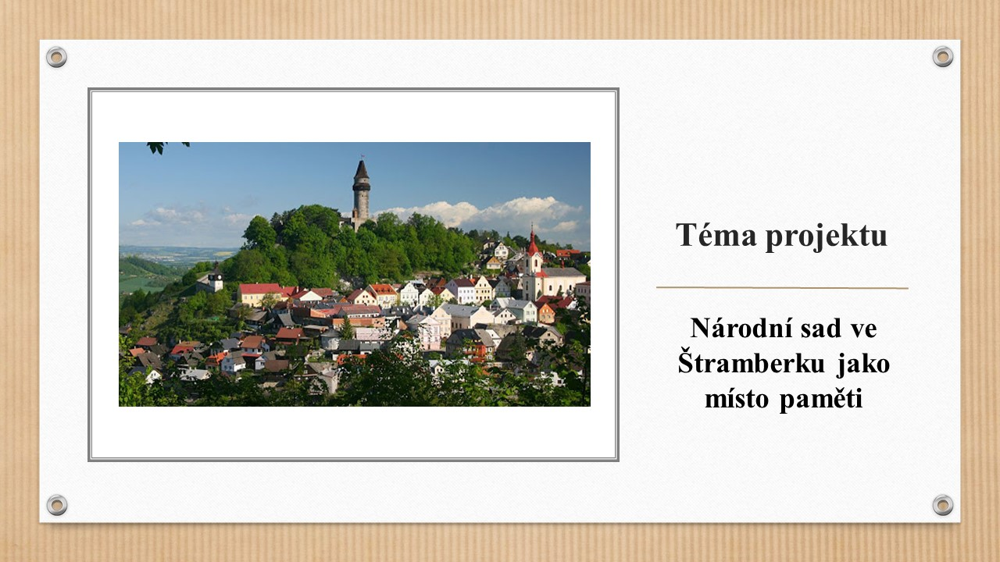 Téma projektu
Národní sad ve
Štramberku jako
místo paměti